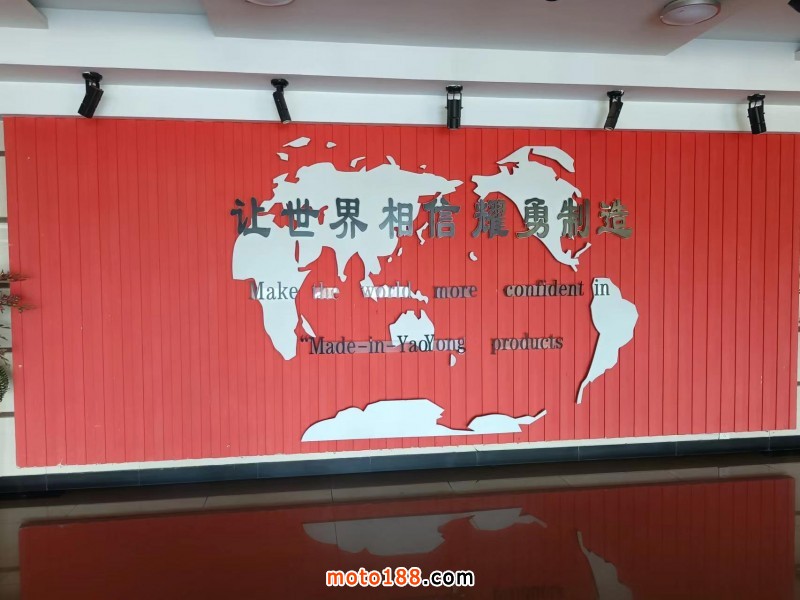 让世界相信耀勇制造
Make the world more confident in
“Made-in-YaoYong products
moto188.com